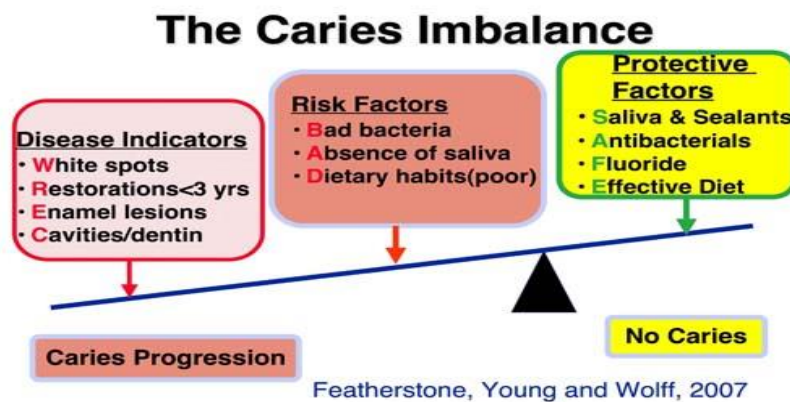 The Caries Imbalance
Disease Indicators
• White spots
• Restorations<3 yrs
• Enamel lesions
• Cavities/dentin
Risk Factors
• Bad bacteria
• Absence of saliva
• Dietary habits(poor)
Protective
Factors
• Saliva & Sealants
• Antibacterials
• Fluoride
• Effective Diet
Caries Progression
No Caries
Featherstone, Young and Wolff, 2007